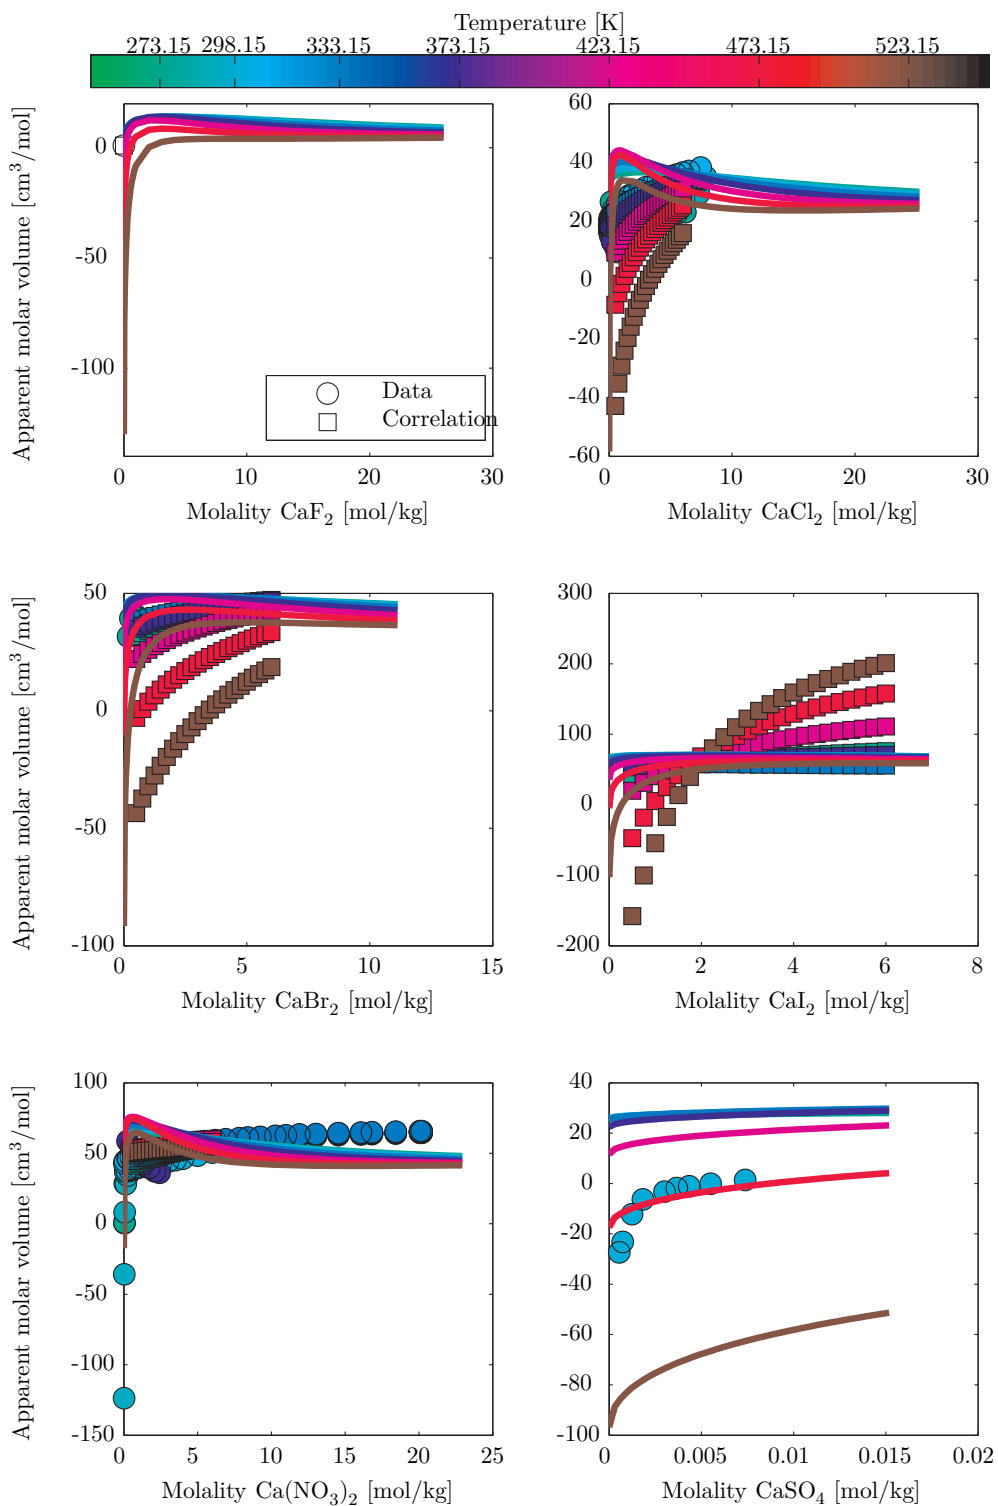 Temperature [K]
273.15 298.15 333.15 373.15 423.15 473.15 523.15
Apparent molar volume [cm³/mol]
0
-50
-100
0 10 20 30
Molality CaF₂ [mol/kg]
Data
Correlation
60
40
20
0
-20
-40
-60
0 10 20 30
Molality CaCl₂ [mol/kg]
Apparent molar volume [cm³/mol]
50
0
-50
-100
0 5 10 15
Molality CaBr₂ [mol/kg]
300
200
100
0
-100
-200
0 2 4 6 8
Molality CaI₂ [mol/kg]
Apparent molar volume [cm³/mol]
100
50
0
-50
-100
-150
0 5 10 15 20 25
Molality Ca(NO₃)₂ [mol/kg]
40
20
0
-20
-40
-60
-80
-100
0 0.005 0.01 0.015 0.02
Molality CaSO₄ [mol/kg]